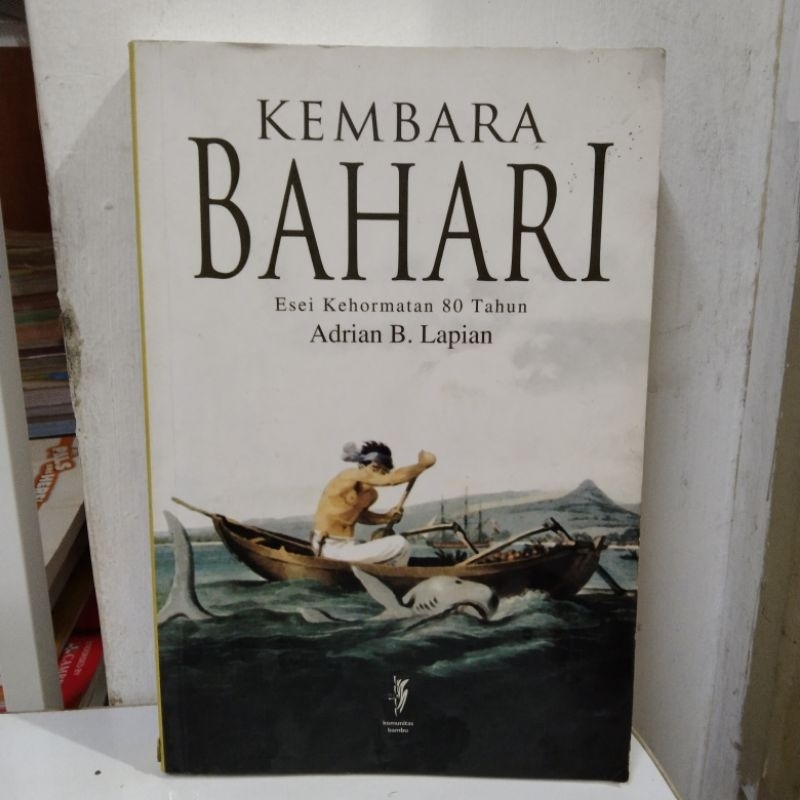 KEMBARA
BAHARI
Esei Kehormatan 80 Tahun
Adrian B. Lapian
komunitas
bambu